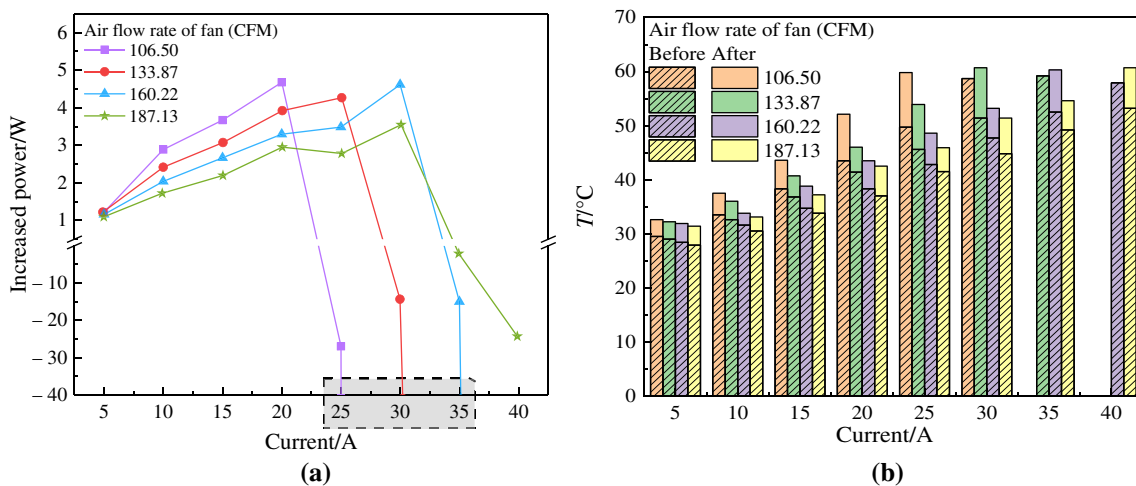 Air flow rate of fan (CFM)
106.50
133.87
160.22
187.13
Increased power/W
6
5
4
3
2
1
– 10
– 20
– 30
– 40
5 10 15 20 25 30 35 40
Current/A
(a)
Air flow rate of fan (CFM)
Before After
106.50
133.87
160.22
187.13
T/°C
70
60
50
40
30
20
10
0
5 10 15 20 25 30 35 40
Current/A
(b)